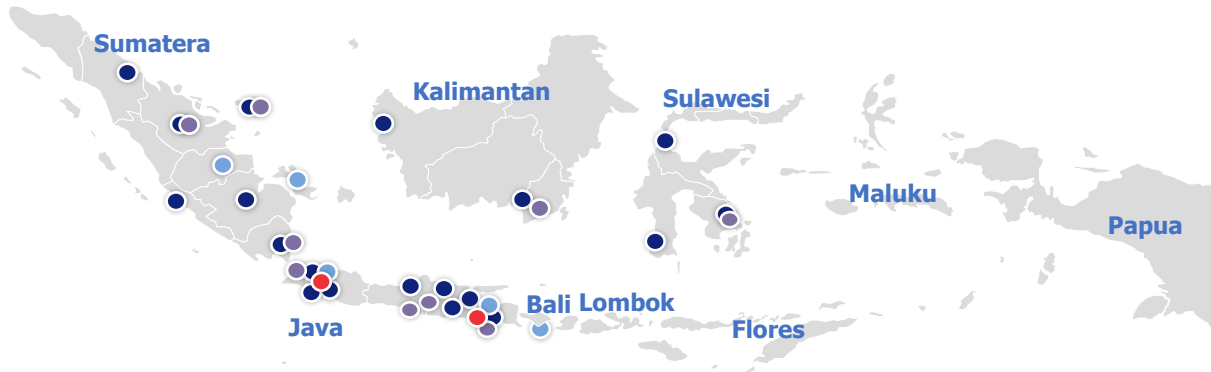 Sumatera
Kalimantan
Sulawesi
Maluku
Papua
Bali Lombok
Java
Flores